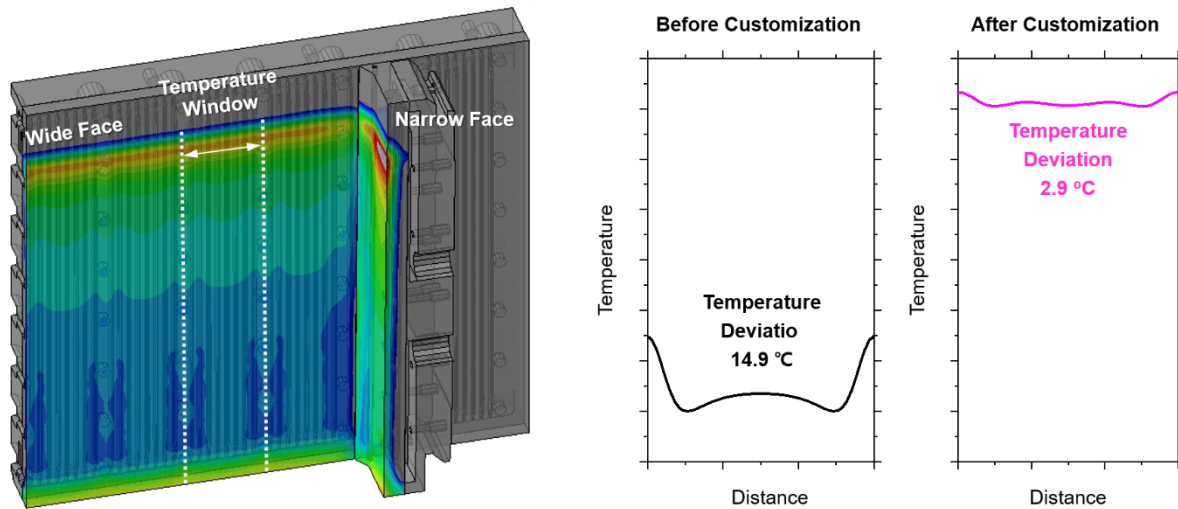 Temperature
Window
Wide Face
Narrow Face
Before Customization
Temperature
Temperature
Deviatio
14.9 ℃
Distance
After Customization
Temperature
Temperature
Deviation
2.9 ºC
Distance